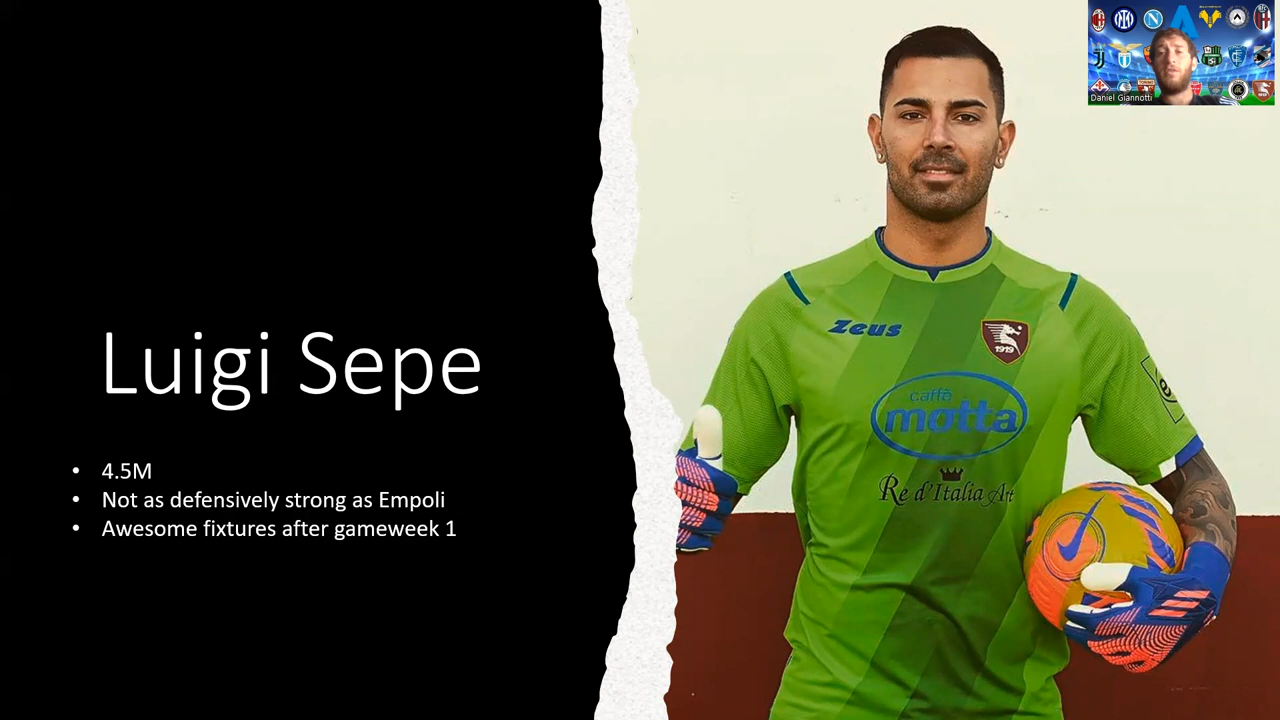 Luigi Sepe
• 4.5M
• Not as defensively strong as Empoli
• Awesome fixtures after gameweek 1
Zeus
1919
caffè
motta
Re d'Italia Art
Daniel Giannotti